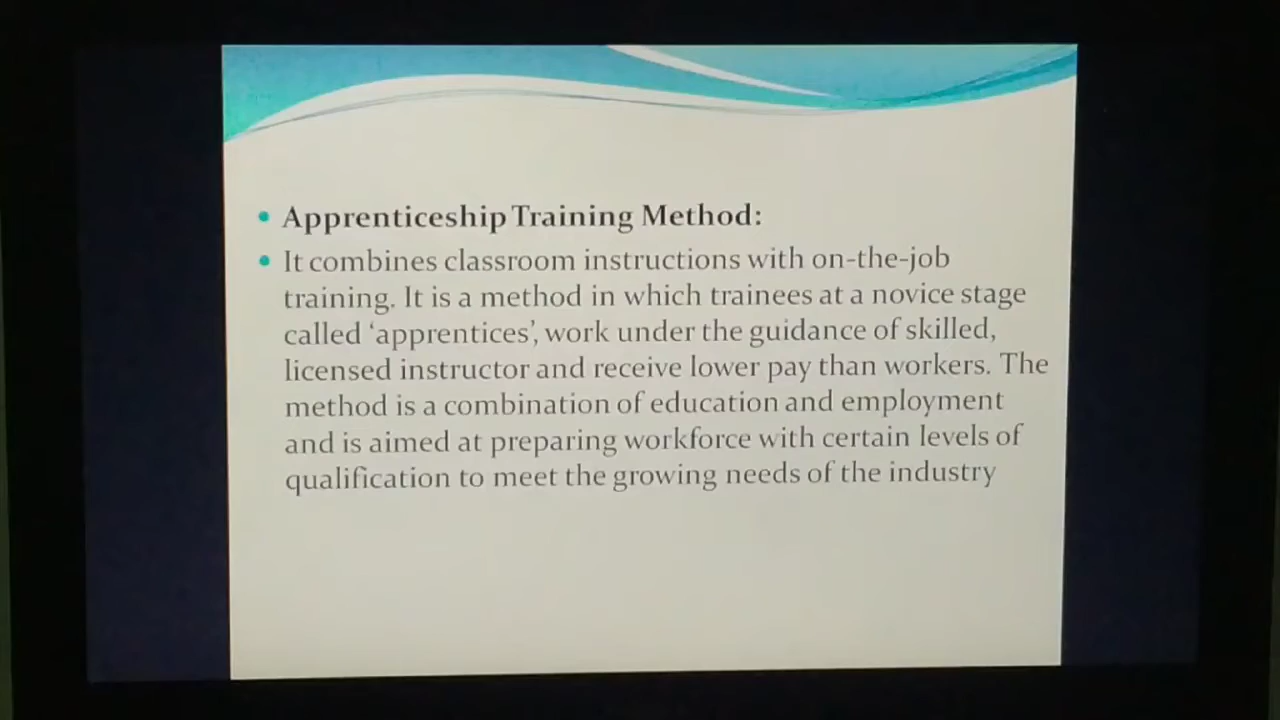 • Apprenticeship Training Method:
• It combines classroom instructions with on-the-job
training. It is a method in which trainees at a novice stage
called ‘apprentices’, work under the guidance of skilled,
licensed instructor and receive lower pay than workers. The
method is a combination of education and employment
and is aimed at preparing workforce with certain levels of
qualification to meet the growing needs of the industry